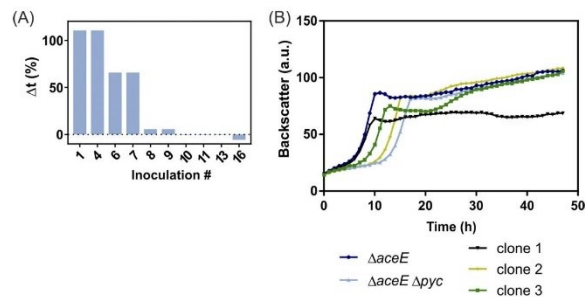 (A)
Δt (%)
100
50
0
1 4 6 7 8 9 10 11 13 16
Inoculation #
(B)
Backscatter (a.u.)
150
100
50
0
0 10 20 30 40 50
Time (h)
ΔaceE
ΔaceE Δpyc
clone 1
clone 2
clone 3